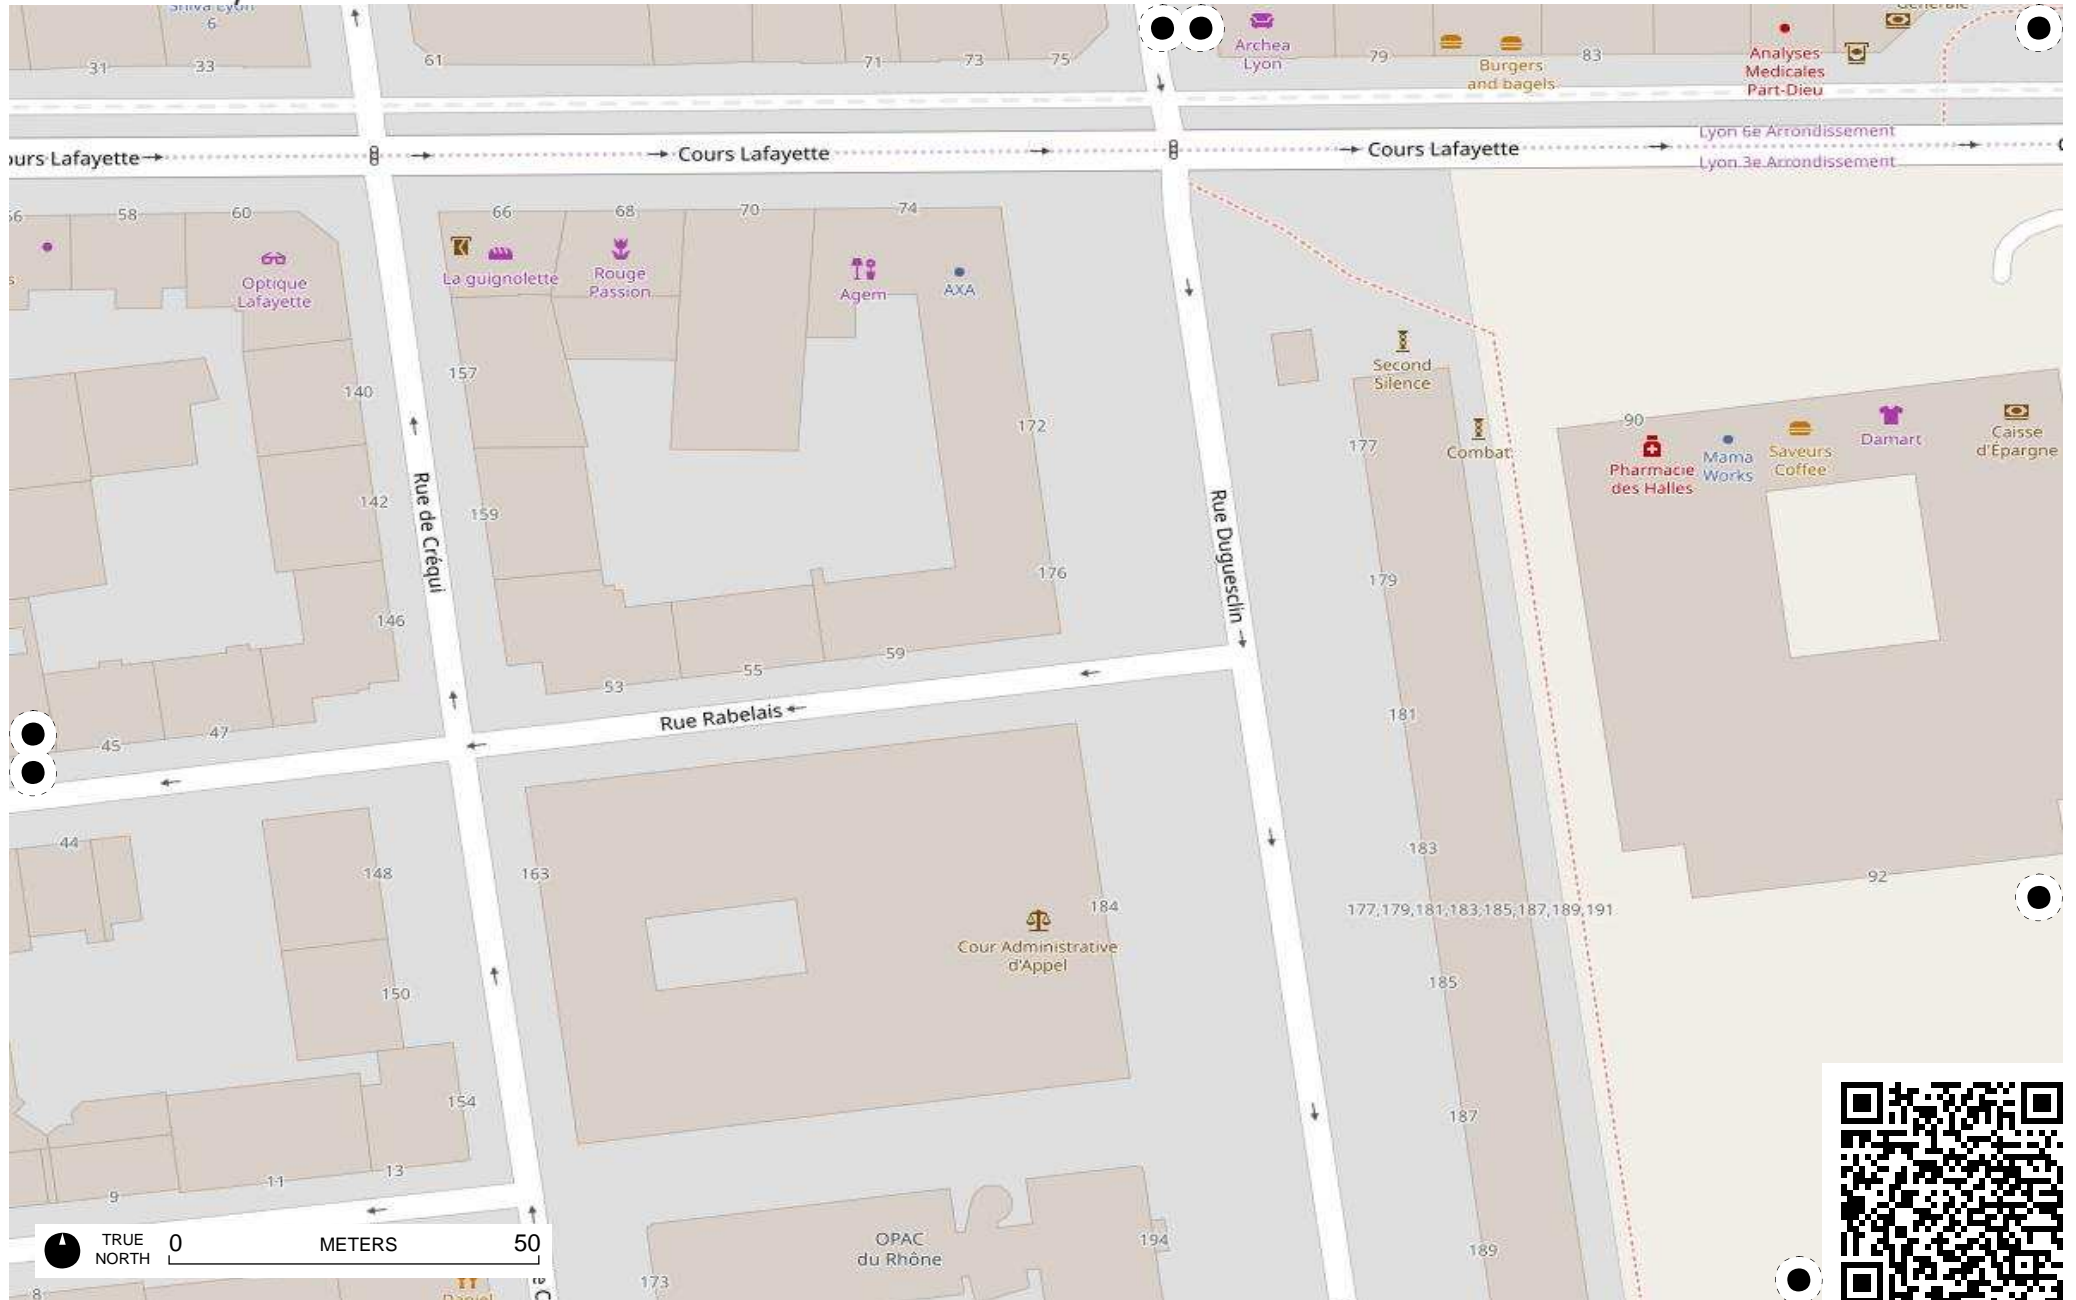 Shiva Lyon
6
31
33
61
71
73
75
Archea
Lyon
79
Burgers
and bagels
83
Analyses
Medicales
Part-Dieu
Générale
ours Lafayette
Cours Lafayette
Cours Lafayette
Lyon 6e Arrondissement
Lyon 3e Arrondissement
C
56
58
60
66
68
70
74
s
Optique
Lafayette
La guignolette
Rouge
Passion
Agem
AXA
Second
Silence
140
157
172
177
Combat
90
Pharmacie
des Halles
Mama
Works
Saveurs
Coffee
Damart
Caisse
d'Épargne
142
Rue de Créqui
159
Rue Duguesclin
176
179
146
53
55
59
45
47
Rue Rabelais
181
44
148
163
184
183
92
177,179,181,183,185,187,189,191
Cour Administrative
d'Appel
150
185
154
187
9
11
13
TRUE
NORTH
0
METERS
50
OPAC
du Rhône
194
189
173
8
Daniel
e C